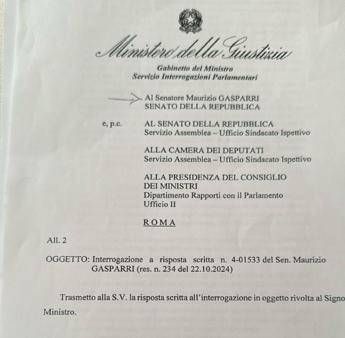 Ministero della Giustizia
Gabinetto del Ministro
Servizio Interrogazioni Parlamentari
Al Senatore Maurizio GASPARRI
SENATO DELLA REPUBBLICA
e, p.c. AL SENATO DELLA REPUBBLICA
Servizio Assemblea – Ufficio Sindacato Ispettivo
ALLA CAMERA DEI DEPUTATI
Servizio Assemblea – Ufficio Sindacato Ispettivo
ALLA PRESIDENZA DEL CONSIGLIO
DEI MINISTRI
Dipartimento Rapporti con il Parlamento
Ufficio II
ROMA
All. 2
OGGETTO: Interrogazione a risposta scritta n. 4-01533 del Sen. Maurizio
GASPARRI (res. n. 234 del 22.10.2024)
Trasmetto alla S.V. la risposta scritta all'interrogazione in oggetto rivolta al Signo
Ministro.